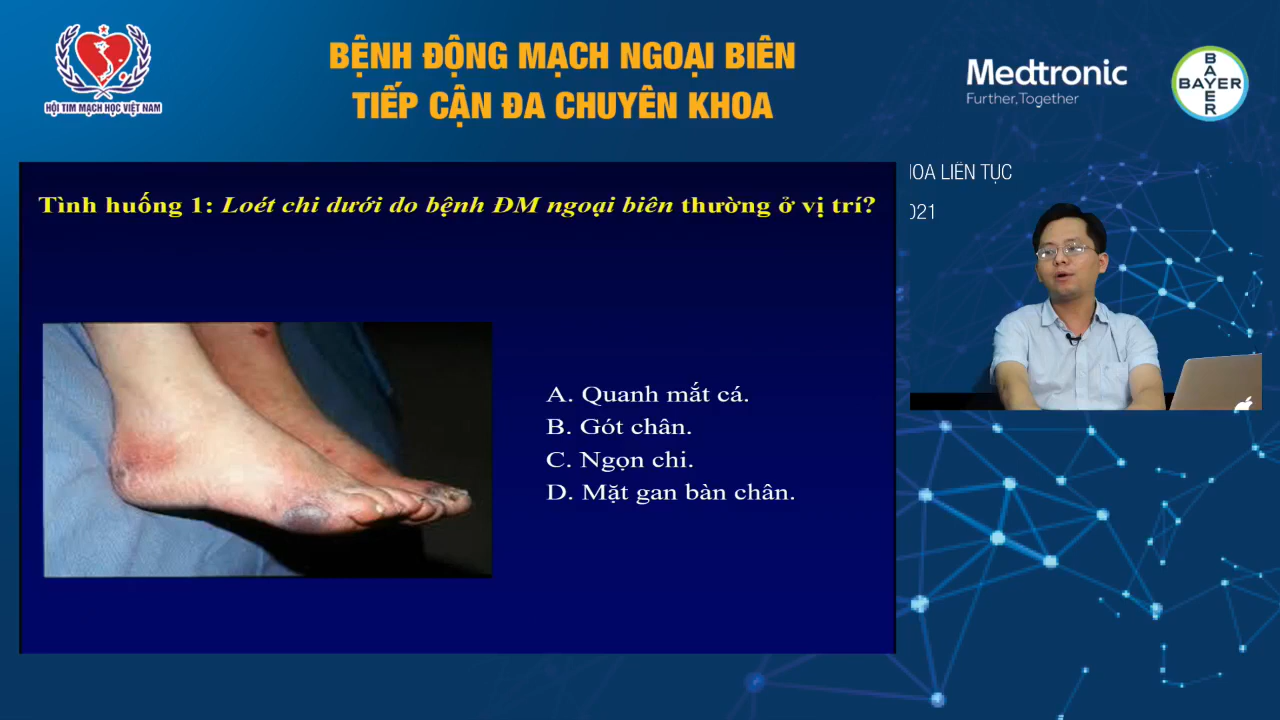 HỘI TIM MẠCH HỌC VIỆT NAM
BỆNH ĐỘNG MẠCH NGOẠI BIÊN
TIẾP CẬN ĐA CHUYÊN KHOA
Medtronic
Further, Together
BAYER
BAYER
HOA LIÊN TỤC
021
Tình huống 1: Loét chi dưới do bệnh ĐM ngoại biên thường ở vị trí?
A. Quanh mắt cá.
B. Gót chân.
C. Ngọn chi.
D. Mặt gan bàn chân.